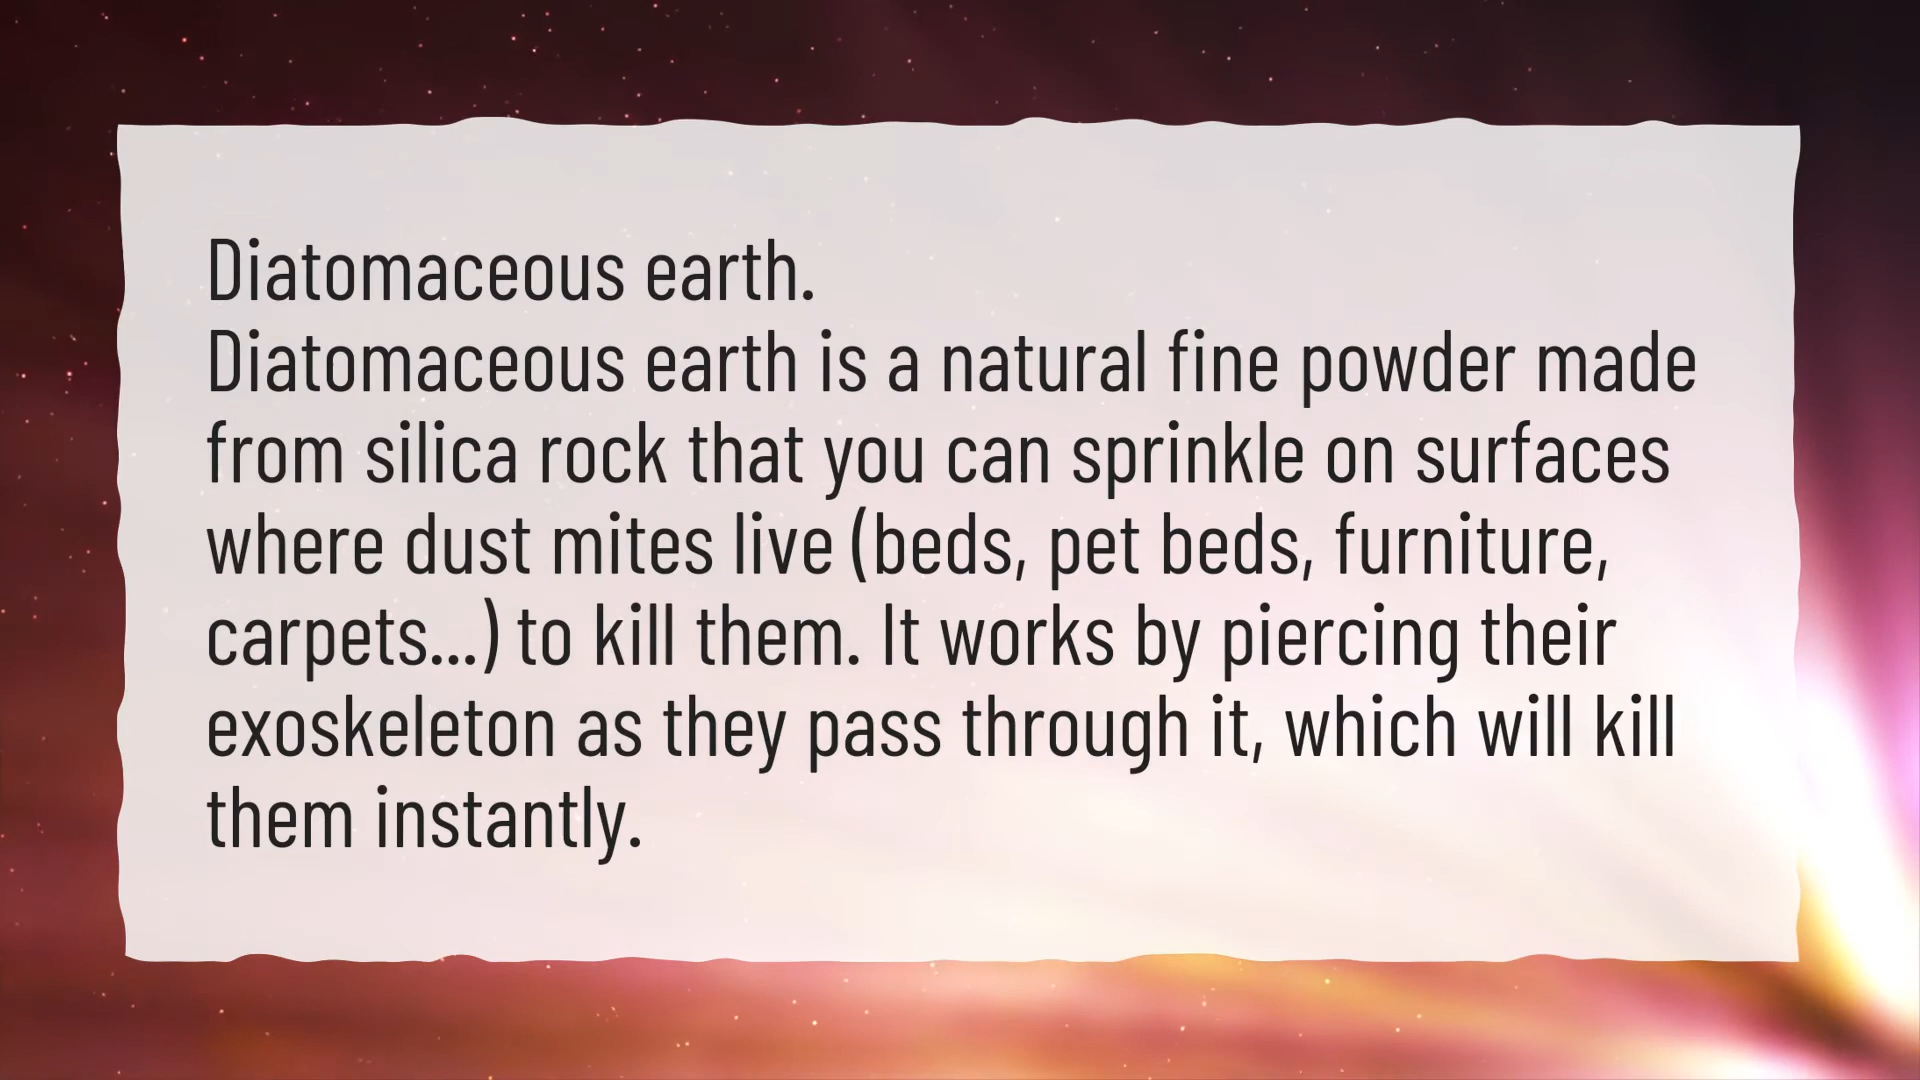 Diatomaceous earth.
Diatomaceous earth is a natural fine powder made
from silica rock that you can sprinkle on surfaces
where dust mites live (beds, pet beds, furniture,
carpets...) to kill them. It works by piercing their
exoskeleton as they pass through it, which will kill
them instantly.